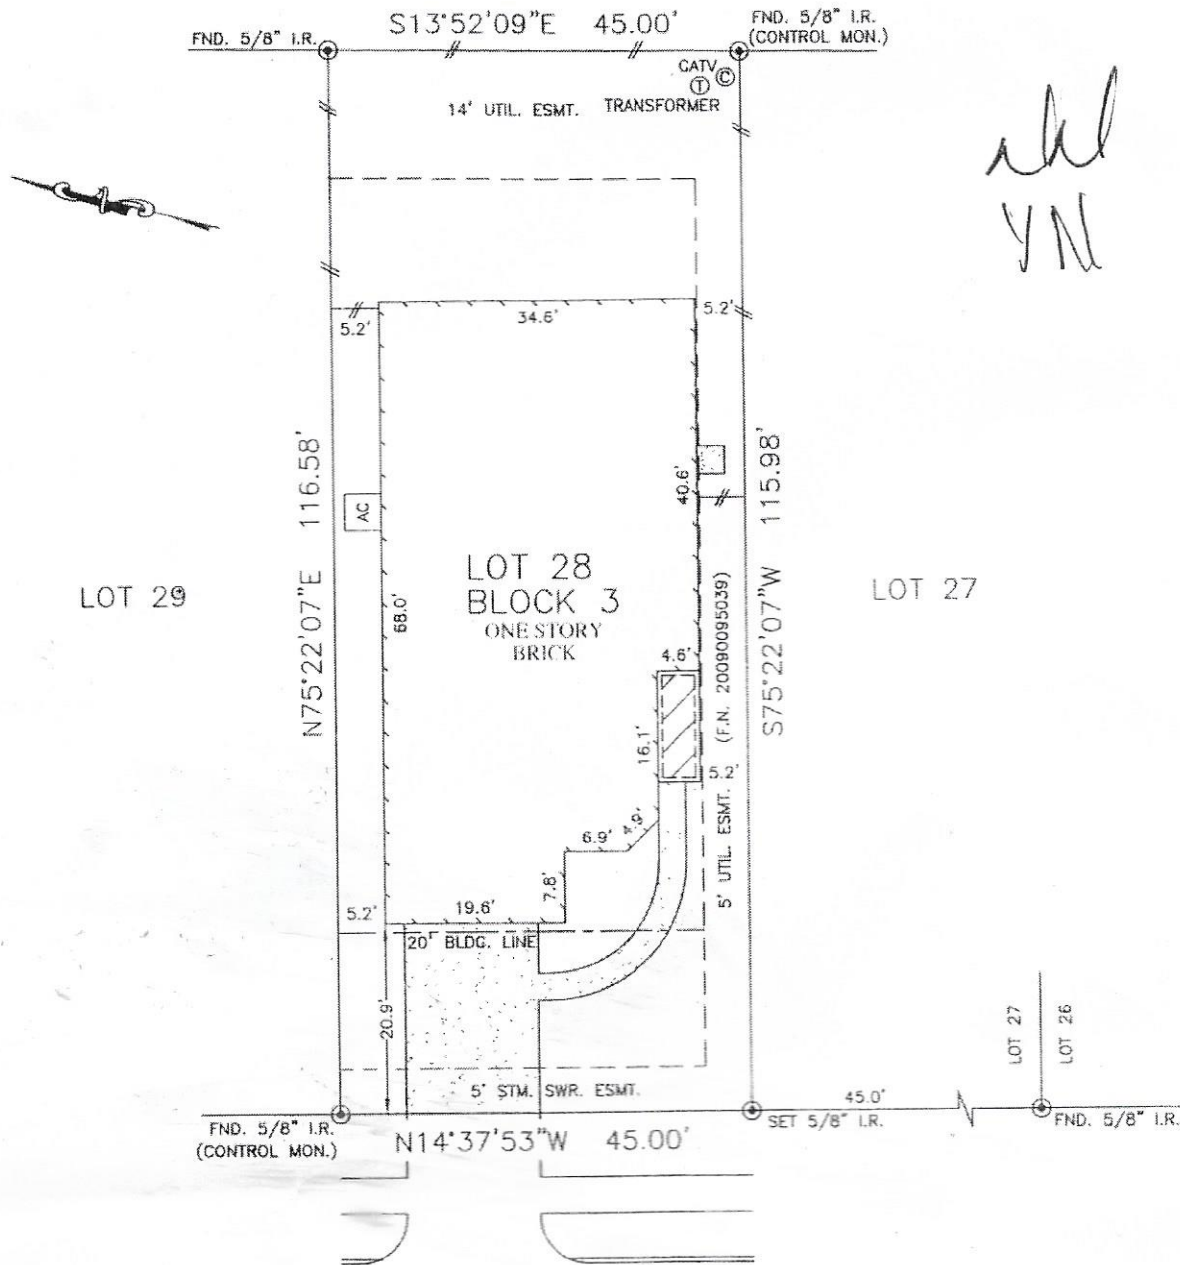 S13°52'09"E 45.00'
FND. 5/8" I.R.
FND. 5/8" I.R.
(CONTROL MON.)
CATV
T C
14' UTIL. ESMT. TRANSFORMER
YN
5.2'
34.6'
5.2'
N75°22'07"E 116.58'
AC
68.0'
40.6'
S75°22'07"W 115.98'
LOT 29
LOT 28
BLOCK 3
ONE STORY
BRICK
LOT 27
4.6'
16.1'
5.2'
5' UTIL. ESMT. (F.N. 20090095039)
6.9'
4.9'
7.8'
5.2'
19.6'
20' BLDG. LINE
20.9'
5' STM. SWR. ESMT.
LOT 27
LOT 26
45.0'
FND. 5/8" I.R.
(CONTROL MON.)
N14°37'53"W 45.00'
SET 5/8" I.R.
FND. 5/8" I.R.